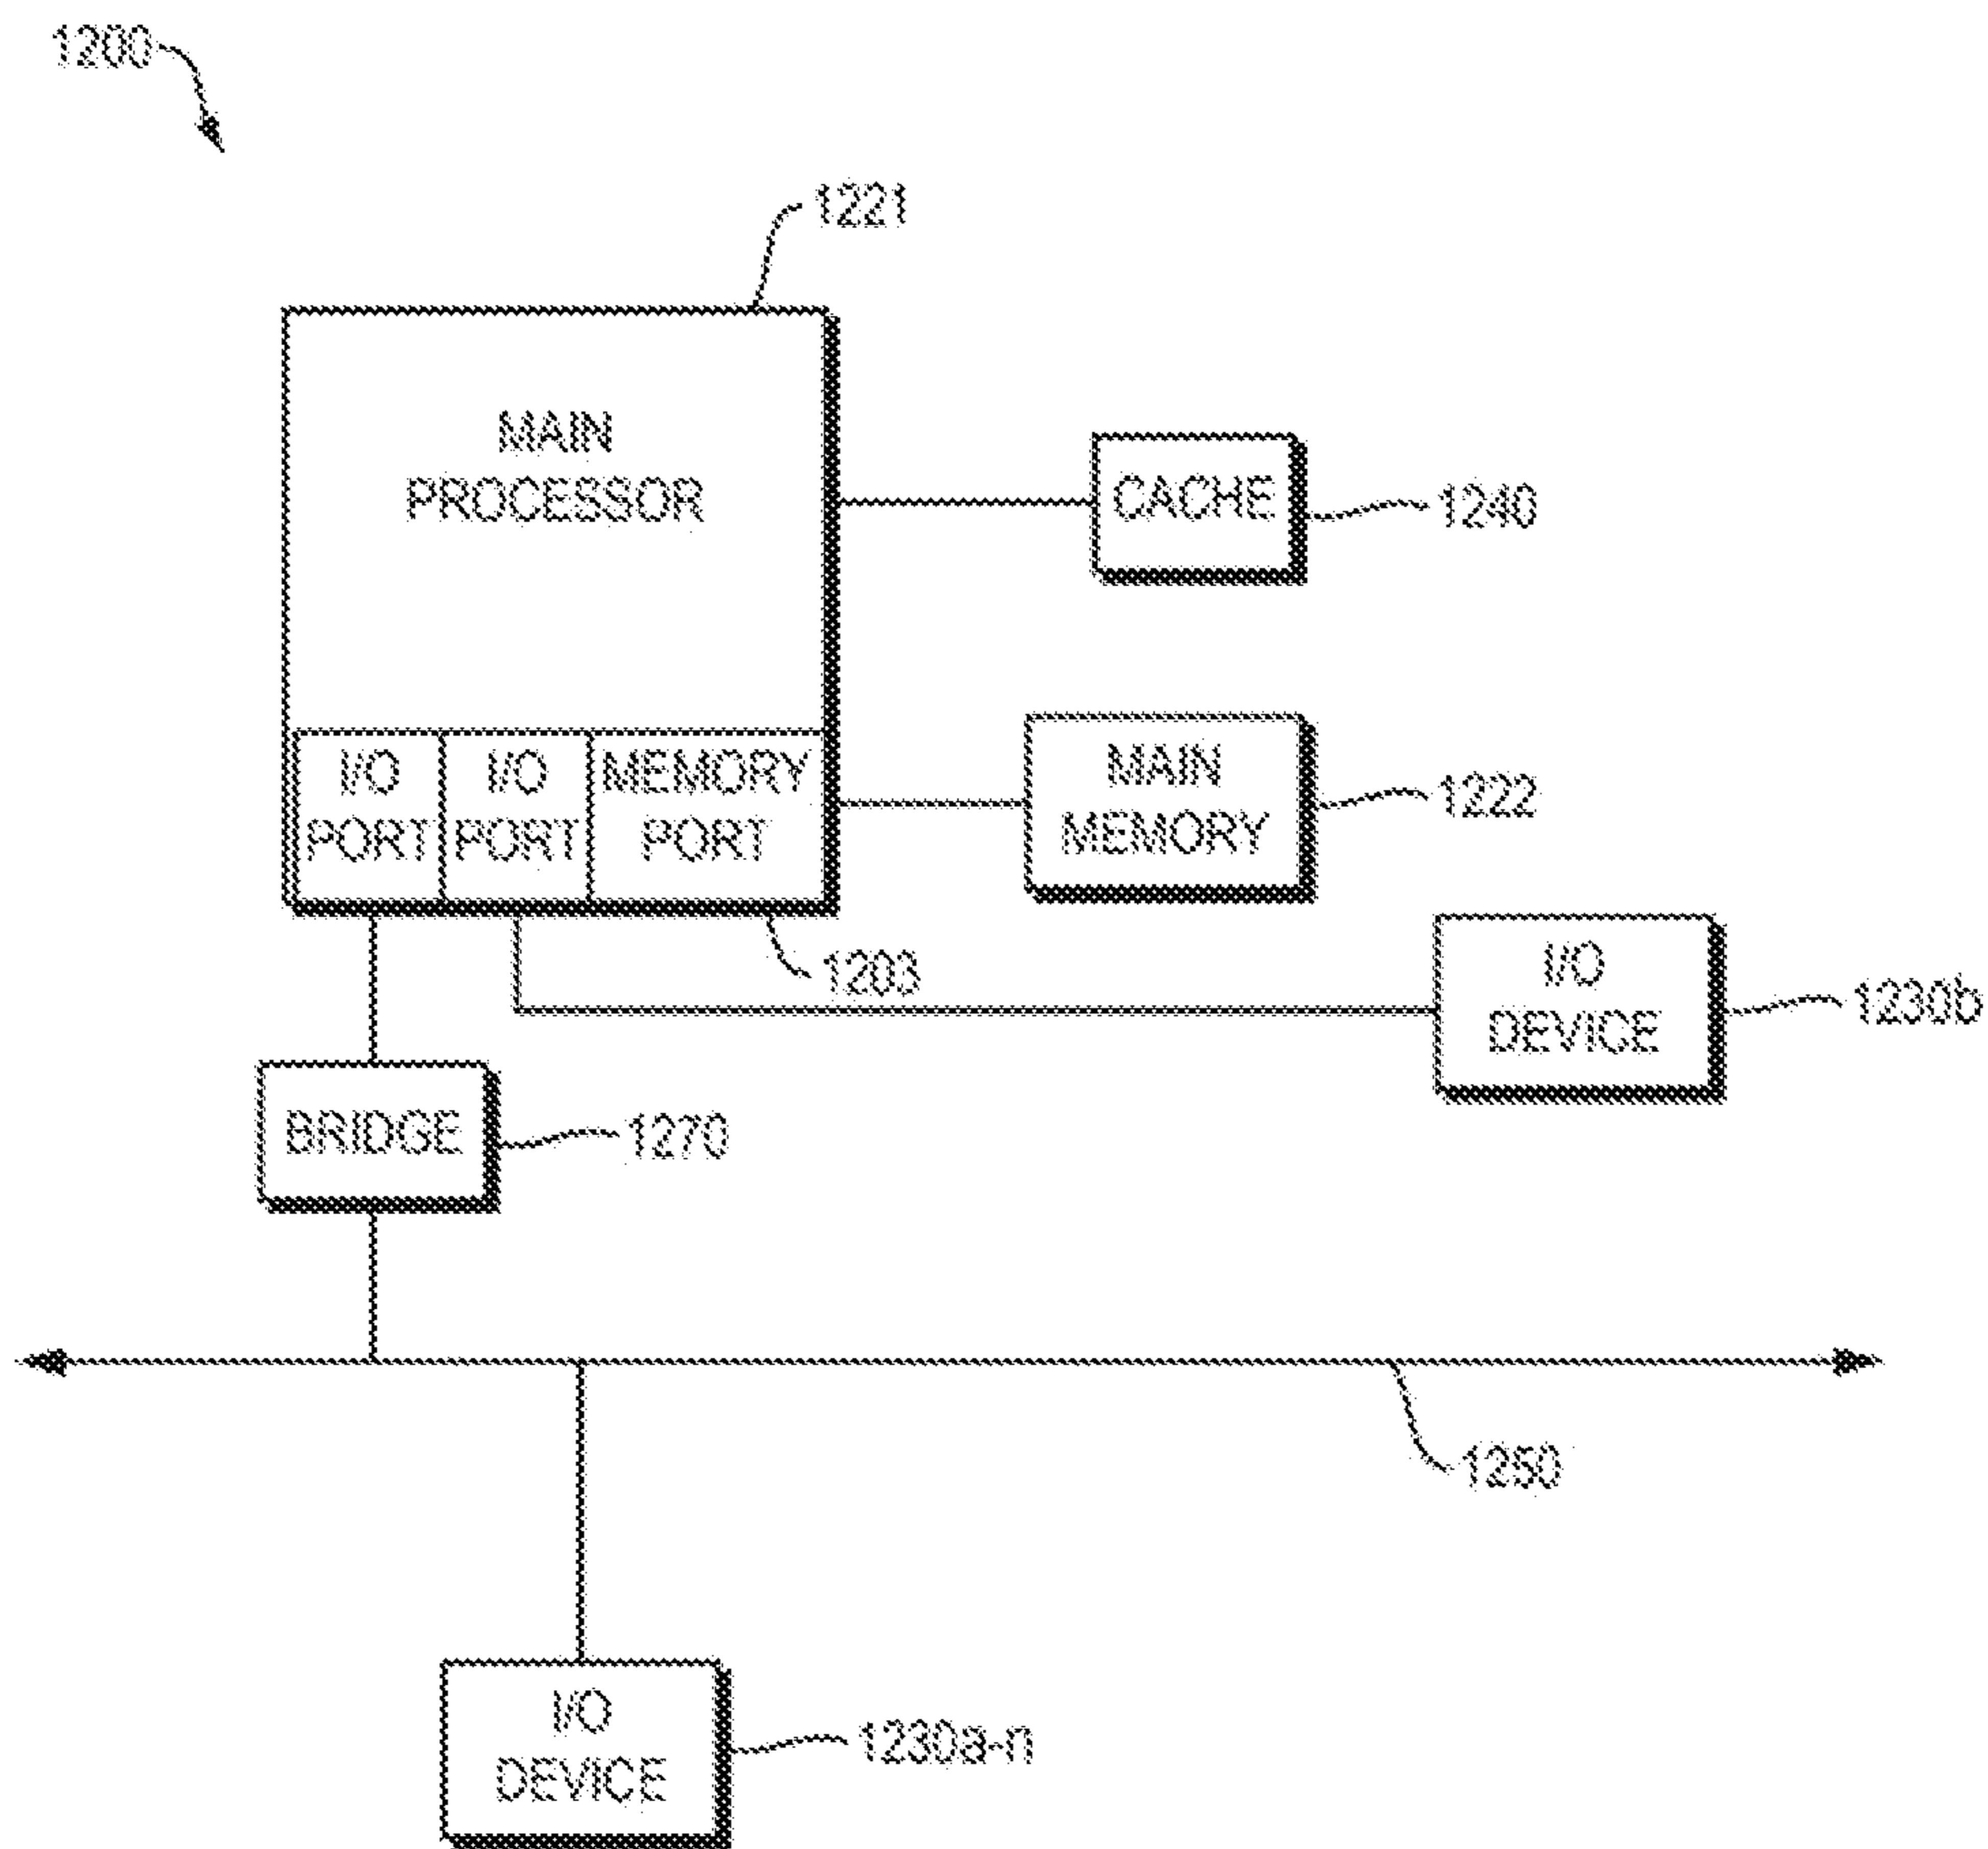 1200
1221
MAIN
PROCESSOR
CACHE
1240
I/O
PORT
I/O
PORT
MEMORY
PORT
MAIN
MEMORY
1222
1203
I/O
DEVICE
1230b
BRIDGE
1270
1250
I/O
DEVICE
1230a-n